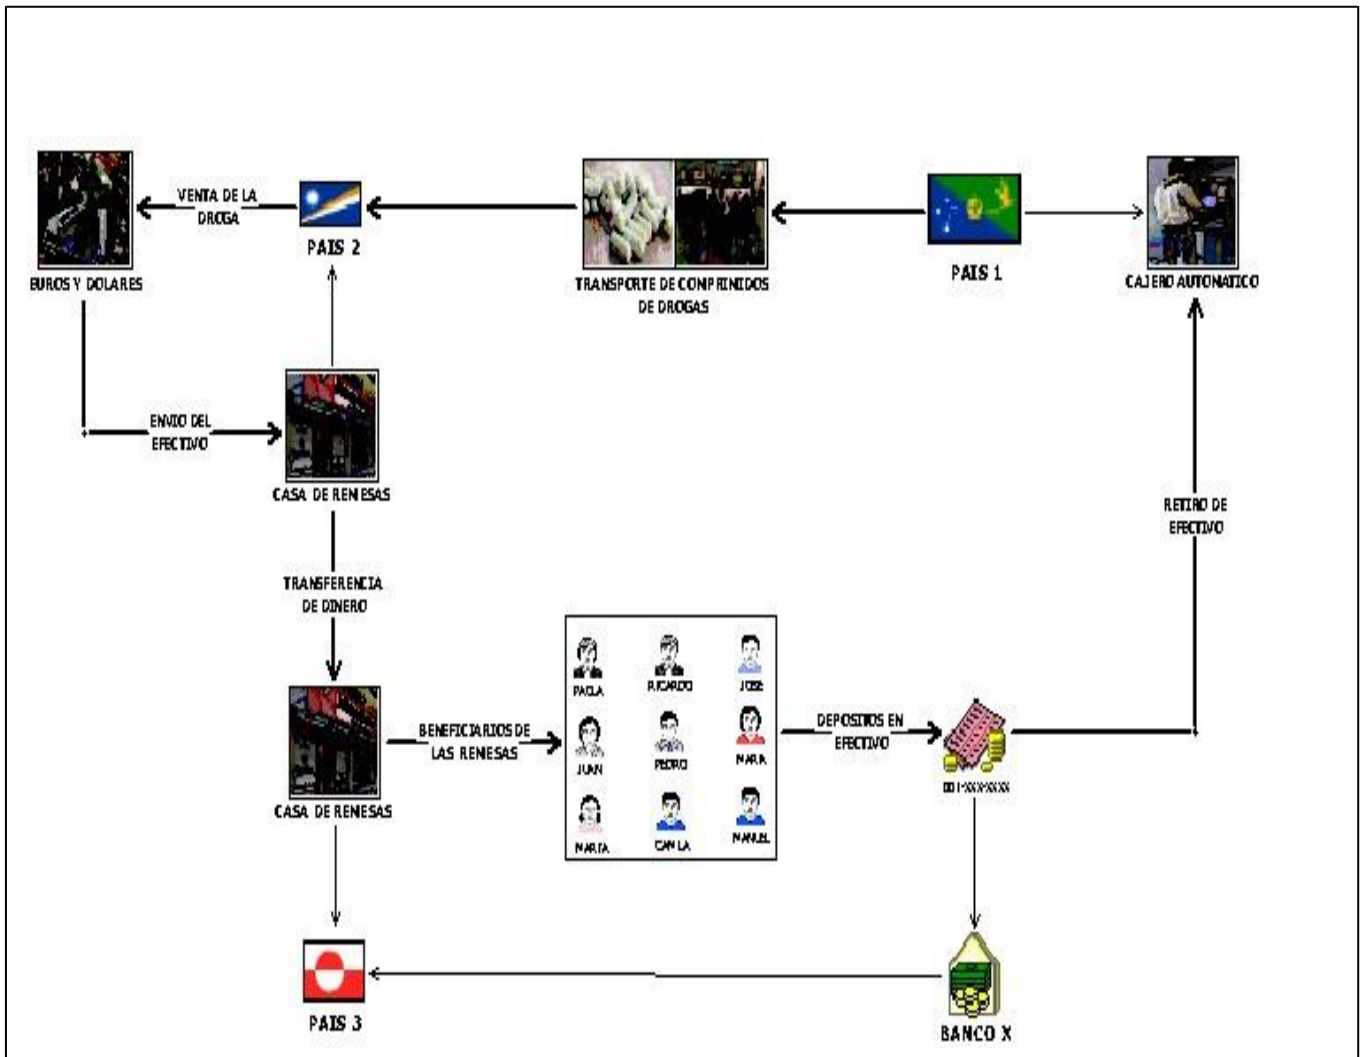 VENTA DE LA
DROGA
PAIS 2
EUROS Y DOLARES
TRANSPORTE DE COMPRIMIDOS
DE DROGAS
PAIS 1
CAJERO AUTOMATICO
ENVIO DEL
EFECTIVO
CASA DE REMESAS
RETIRO DE
EFECTIVO
TRANSFERENCIA
DE DINERO
PAOLA
RICARDO
JOSE
BENEFICIARIOS DE
LAS REMESAS
DEPOSITOS EN
EFECTIVO
JUAN
PEDRO
MARIA
CASA DE REMESAS
MARTA
CAMILA
MANUEL
PAIS 3
BANCO X